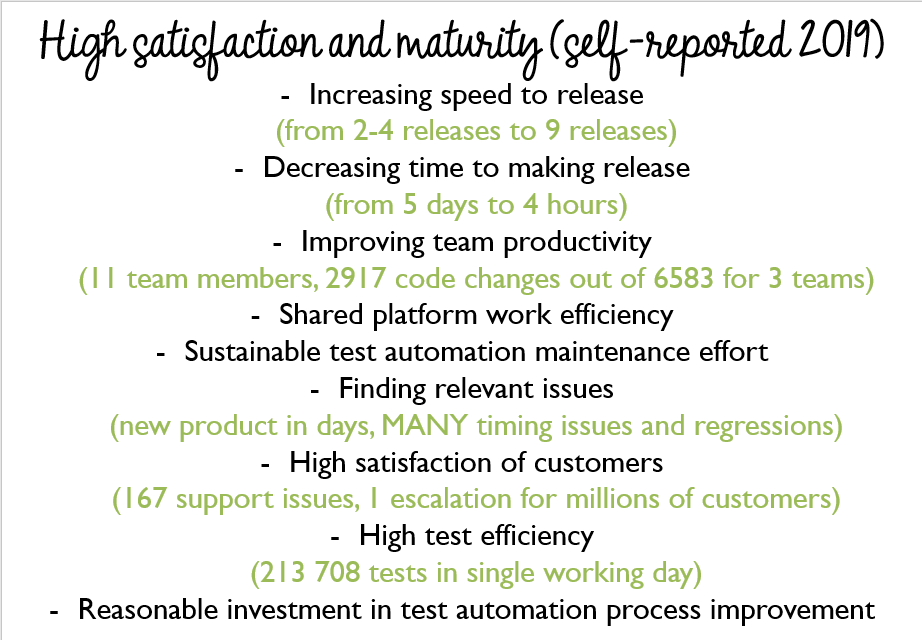 High satisfaction and maturity (self-reported 2019)
- Increasing speed to release
(from 2-4 releases to 9 releases)
- Decreasing time to making release
(from 5 days to 4 hours)
- Improving team productivity
(11 team members, 2917 code changes out of 6583 for 3 teams)
- Shared platform work efficiency
- Sustainable test automation maintenance effort
- Finding relevant issues
(new product in days, MANY timing issues and regressions)
- High satisfaction of customers
(167 support issues, 1 escalation for millions of customers)
- High test efficiency
(213 708 tests in single working day)
- Reasonable investment in test automation process improvement